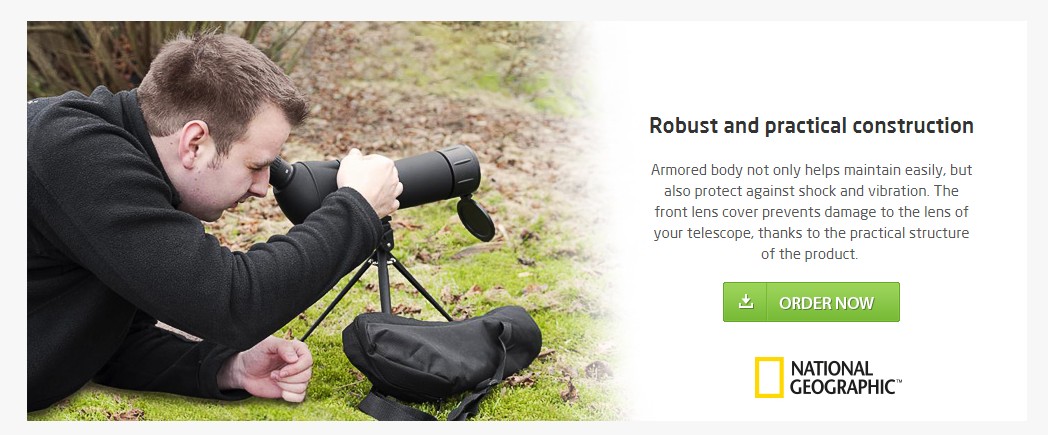 Robust and practical construction
Armored body not only helps maintain easily, but
also protect against shock and vibration. The
front lens cover prevents damage to the lens of
your telescope, thanks to the practical structure
of the product.
ORDER NOW
NATIONAL
GEOGRAPHIC™